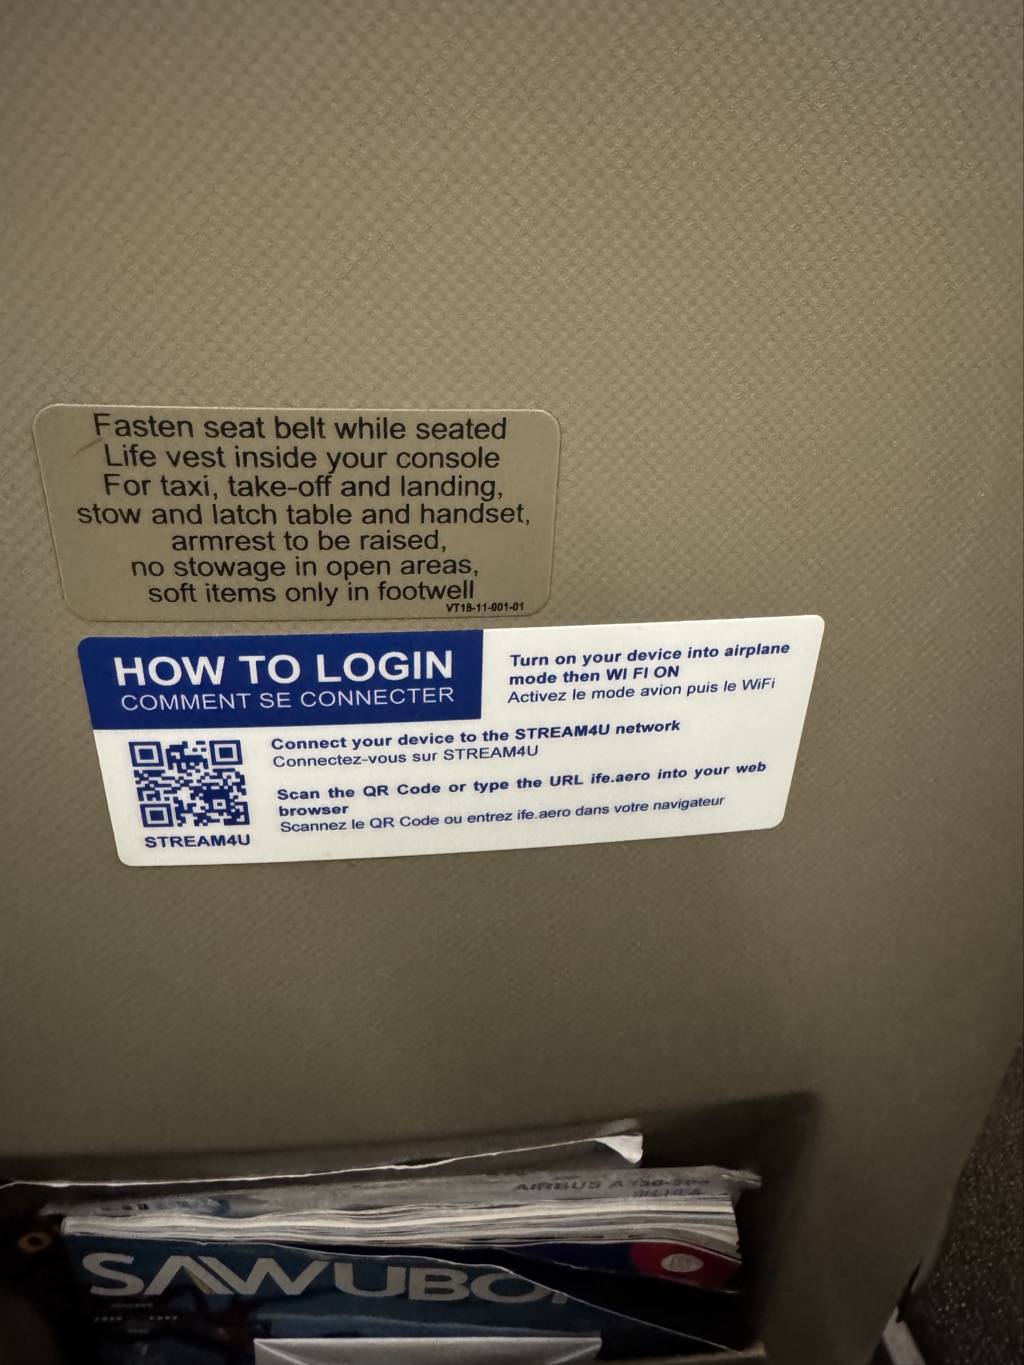 Fasten seat belt while seated
Life vest inside your console
For taxi, take-off and landing,
stow and latch table and handset,
armrest to be raised,
no stowage in open areas,
soft items only in footwell
VT18-11-001-01
HOW TO LOGIN
COMMENT SE CONNECTER
Turn on your device into airplane
mode then WI FI ON
Activez le mode avion puis le WiFi
Connect your device to the STREAM4U network
Connectez-vous sur STREAM4U
Scan the QR Code or type the URL ife.aero into your web
browser
Scannez le QR Code ou entrez ife.aero dans votre navigateur
STREAM4U
AIRBUS
SAWUBO